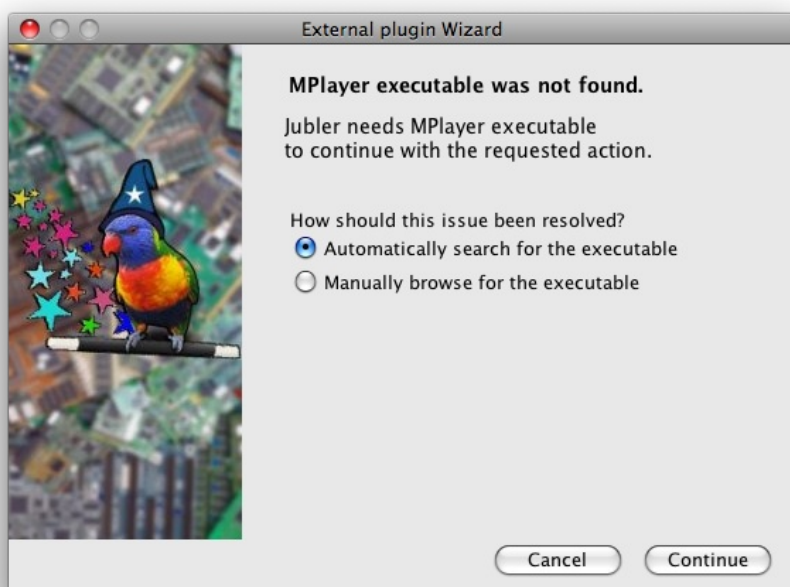 External plugin Wizard
MPlayer executable was not found.
Jubler needs MPlayer executable
to continue with the requested action.
How should this issue been resolved?
Automatically search for the executable
Manually browse for the executable
Cancel
Continue